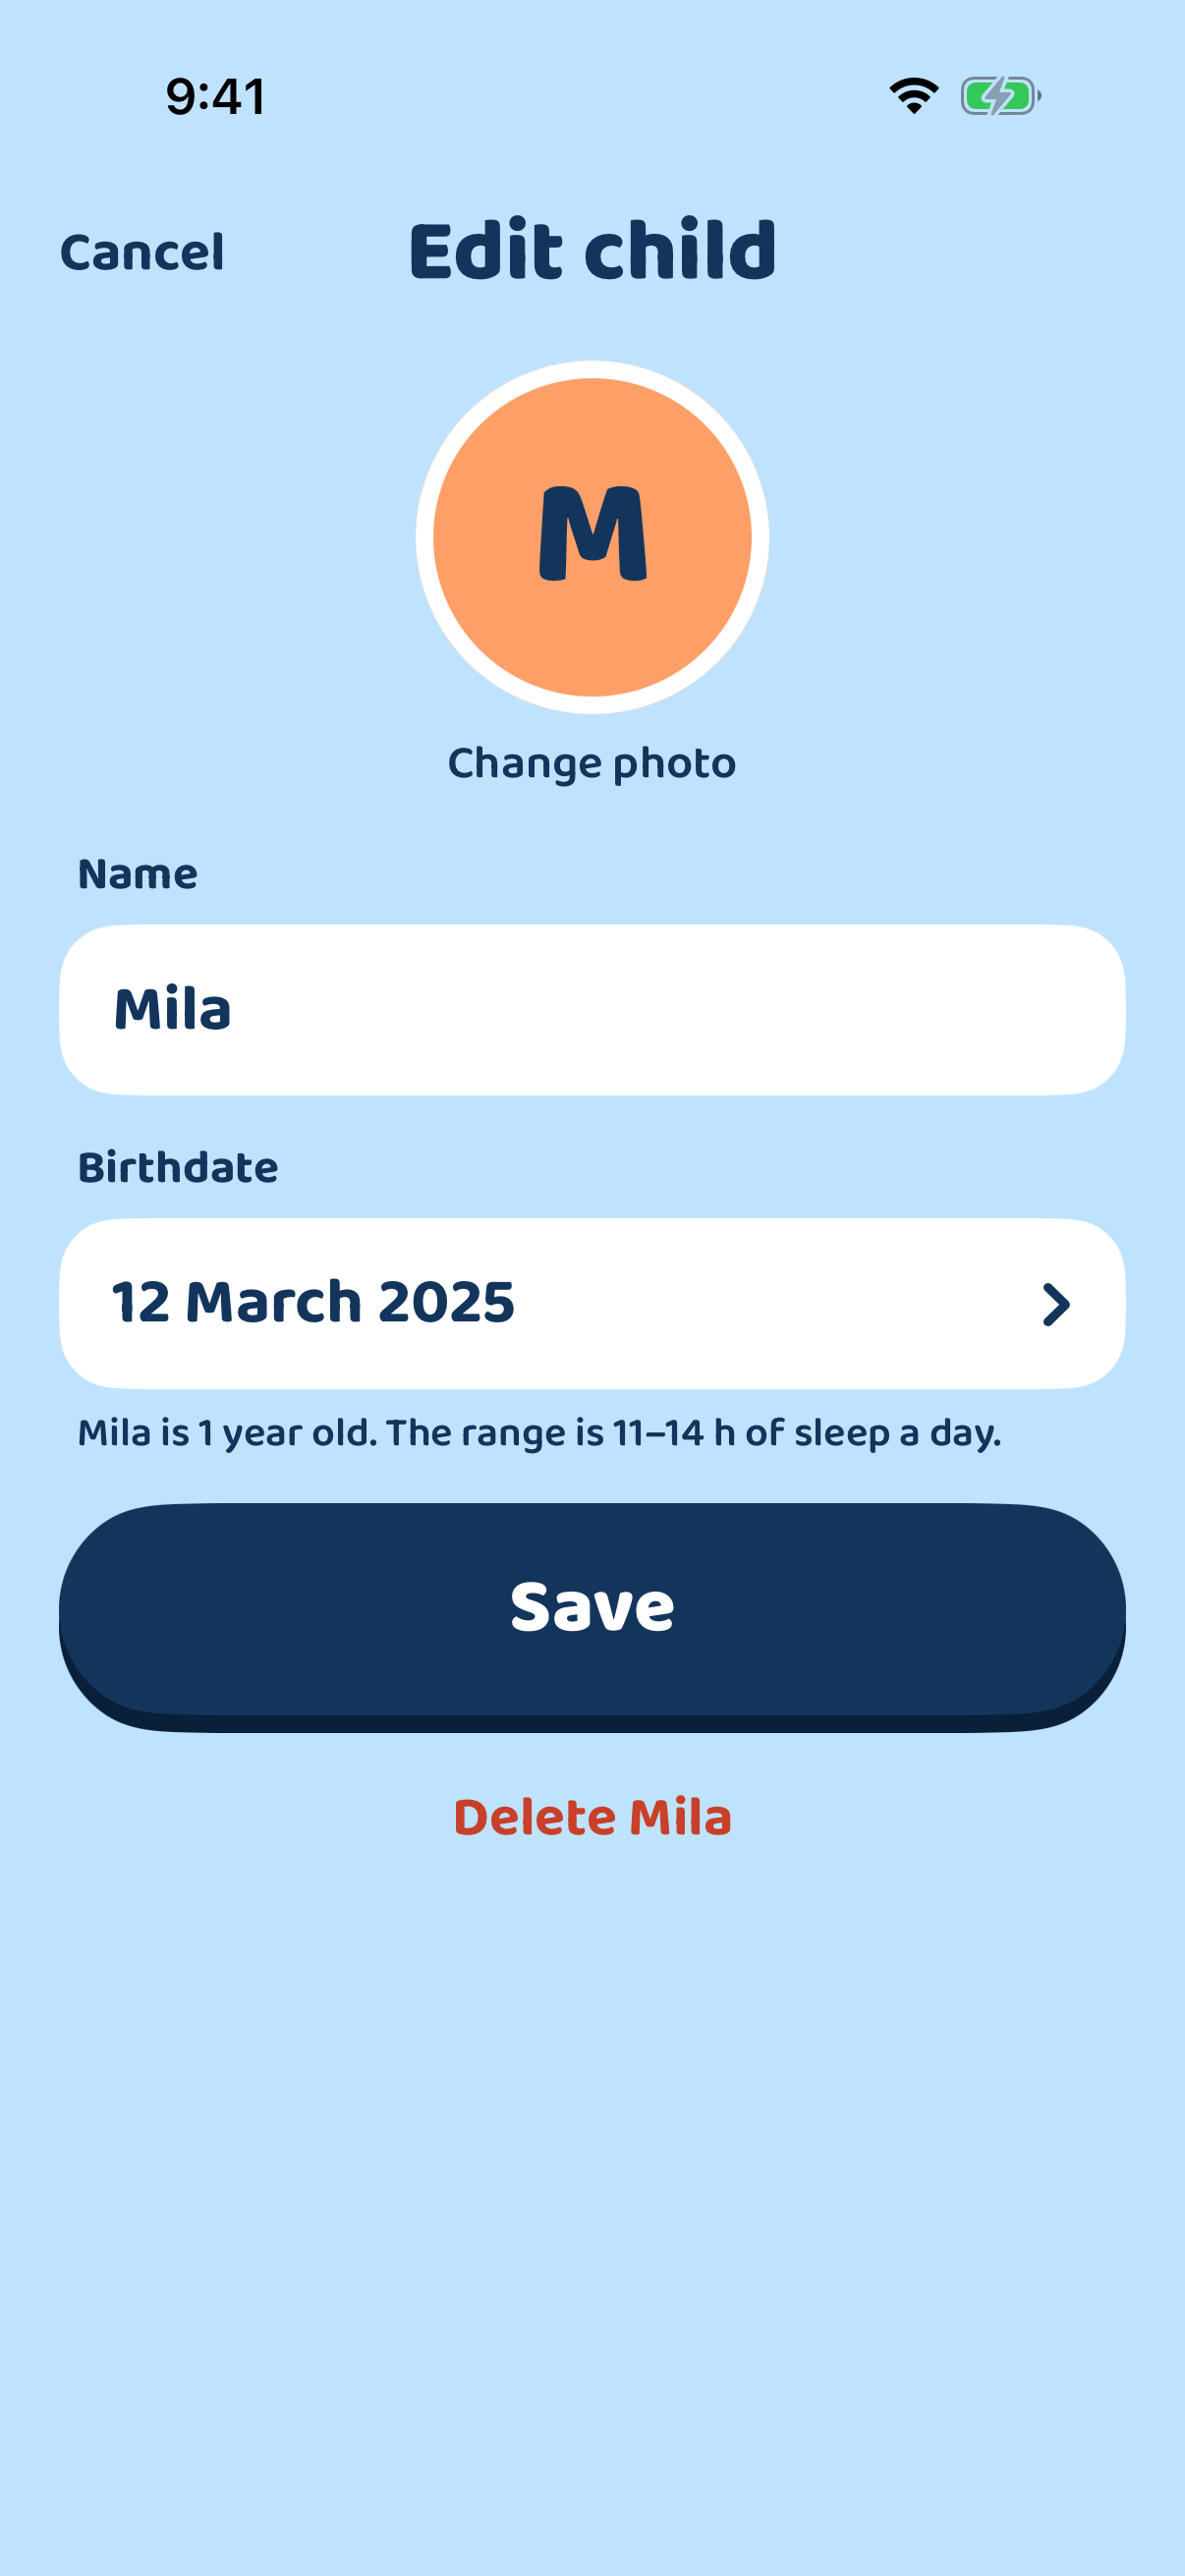 9:41
Cancel
Edit child
M
Change photo
Name
Mila
Birthdate
12 March 2025
Mila is 1 year old. The range is 11–14 h of sleep a day.
Save
Delete Mila